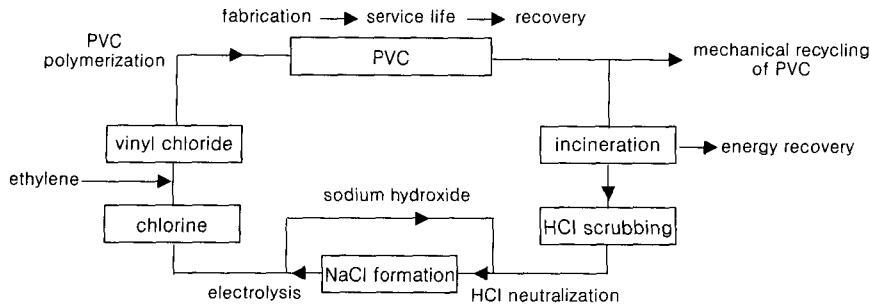 fabrication → service life → recovery
PVC
polymerization
PVC
mechanical recycling
of PVC
vinyl chloride
incineration
energy recovery
ethylene
sodium hydroxide
chlorine
HCl scrubbing
NaCl formation
electrolysis
HCl neutralization